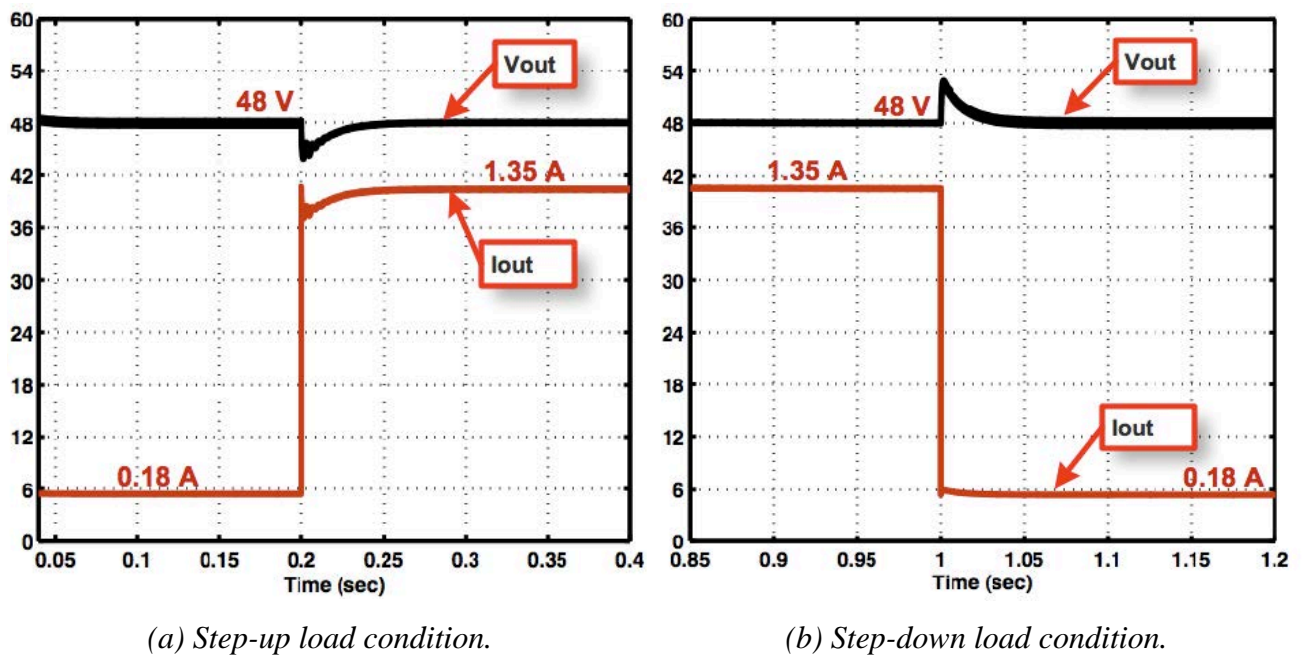 60
54
48
42
36
30
24
18
12
6
0
Vout
48 V
1.35 A
Iout
0.18 A
0.05 0.1 0.15 0.2 0.25 0.3 0.35 0.4
Time (sec)
(a) Step-up load condition.
60
54
48
42
36
30
24
18
12
6
0
Vout
48 V
1.35 A
Iout
0.18 A
0.85 0.9 0.95 1 1.05 1.1 1.15 1.2
Time (sec)
(b) Step-down load condition.